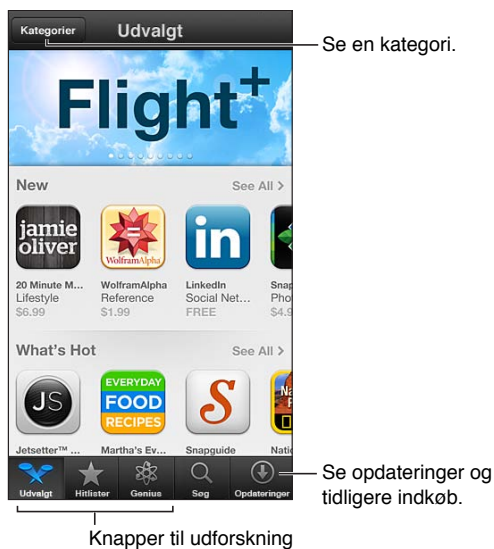 Kategorier
Udvalgt
Se en kategori.
Flight+
New
See All >
jamie
oliver
WolframAlpha
in
20 Minute M...
Lifestyle
$6.99
WolframAlpha
Reference
$1.99
LinkedIn
Social Net...
FREE
Snap
Pho
$4.9
What's Hot
See All >
JS
EVERYDAY
FOOD
RECIPES
S
Na
Jetsetter™ ...
Martha's Ev...
Snapguide
Natio
Udvalgt
Hitlister
Genius
Søg
Opdateringer
Se opdateringer og
tidligere indkøb.
Knapper til udforskning